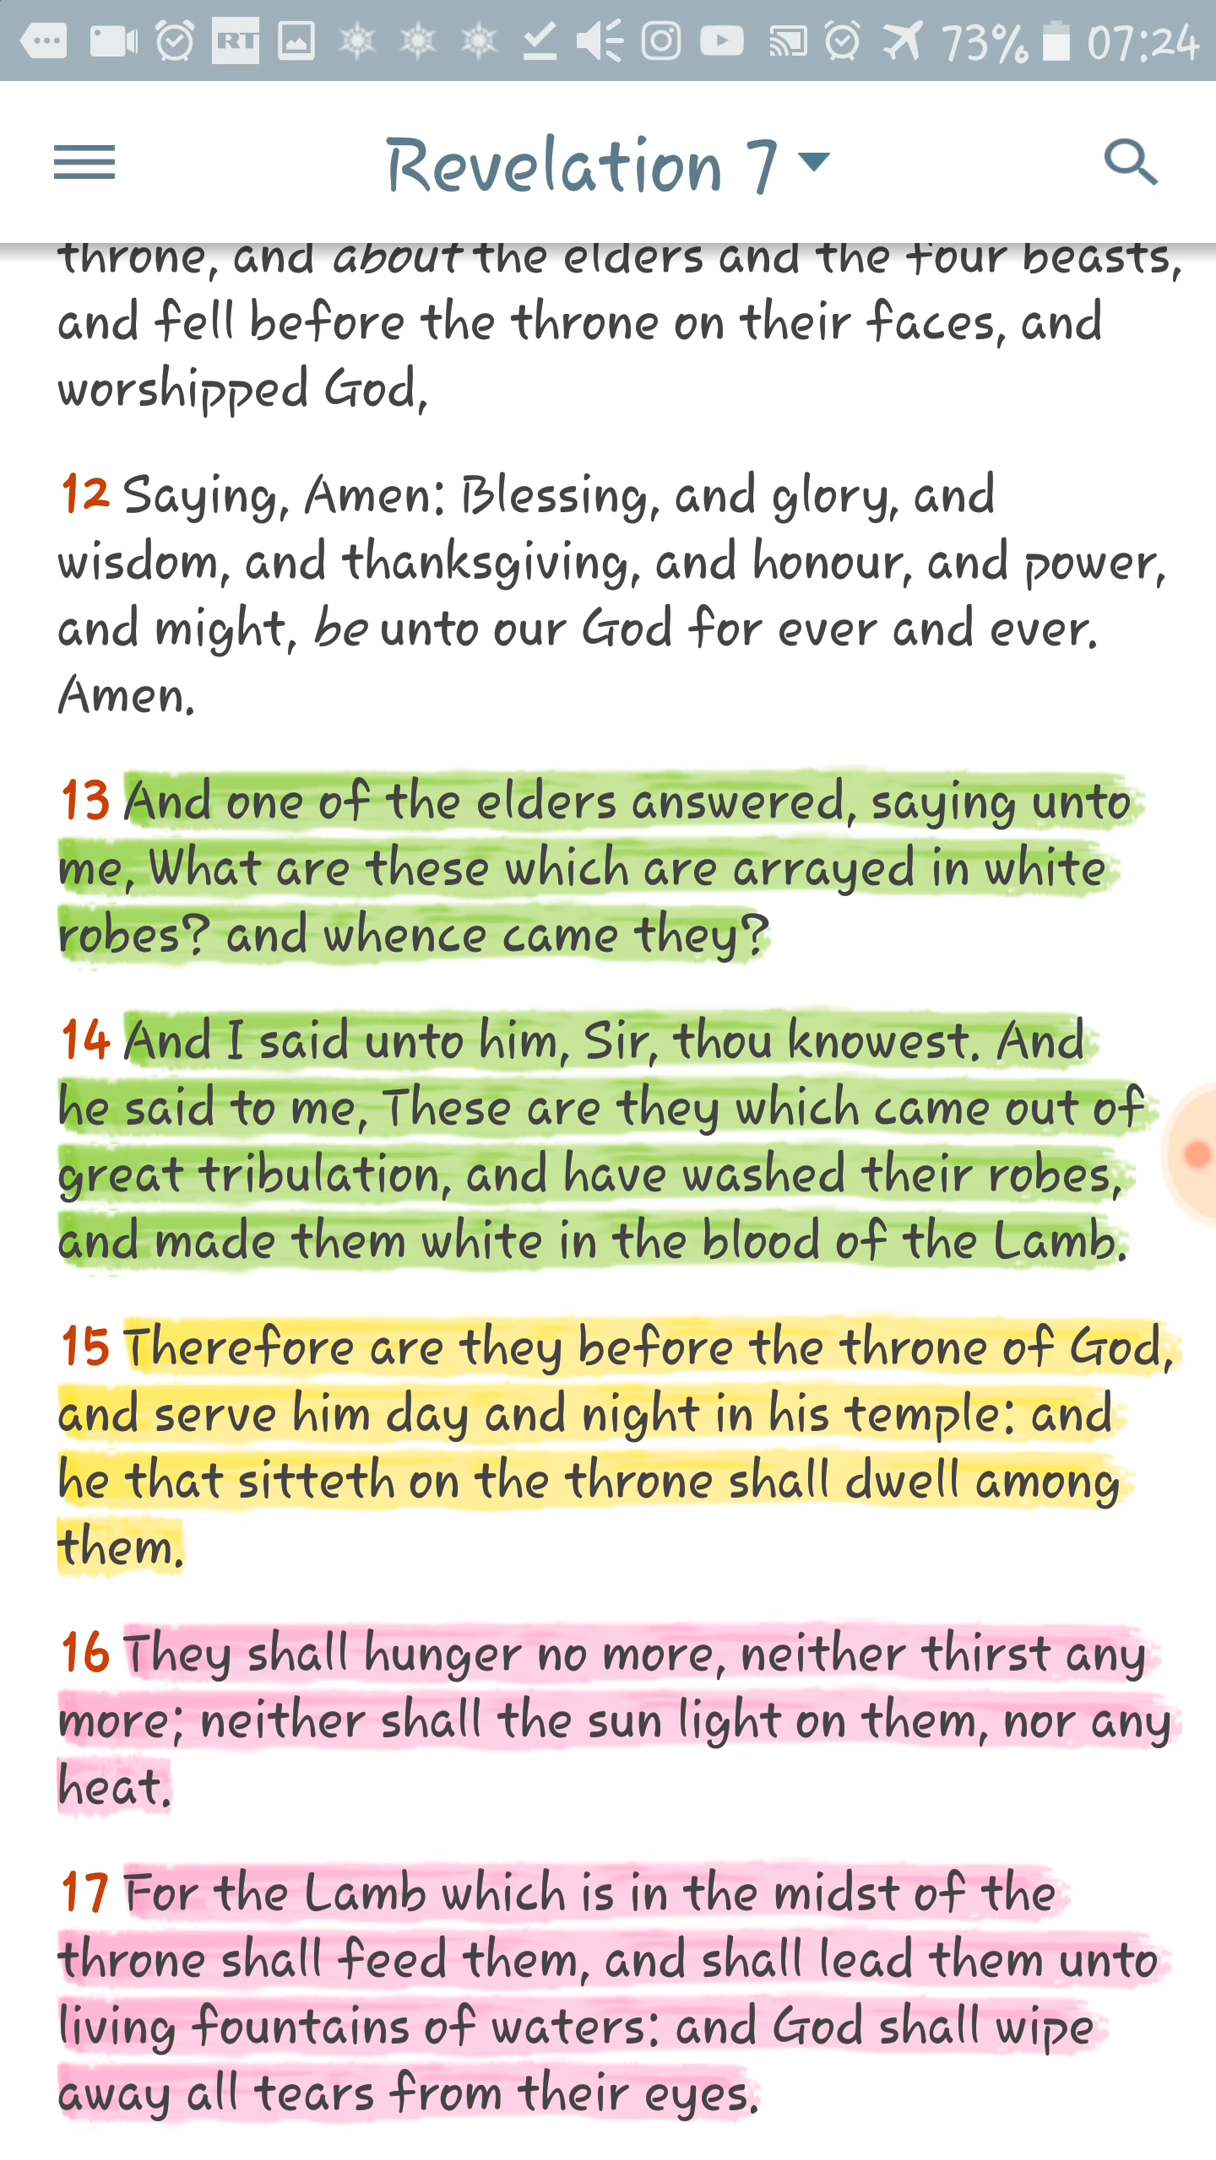 RT 73% 07:24
Revelation 7
throne, and about the elders and the four beasts,
and fell before the throne on their faces, and
worshipped God,
12 Saying, Amen: Blessing, and glory, and
wisdom, and thanksgiving, and honour, and power,
and might, be unto our God for ever and ever.
Amen.
13 And one of the elders answered, saying unto
me, What are these which are arrayed in white
robes? and whence came they?
14 And I said unto him, Sir, thou knowest. And
he said to me, These are they which came out of
great tribulation, and have washed their robes,
and made them white in the blood of the Lamb.
15 Therefore are they before the throne of God,
and serve him day and night in his temple: and
he that sitteth on the throne shall dwell among
them.
16 They shall hunger no more, neither thirst any
more; neither shall the sun light on them, nor any
heat.
17 For the Lamb which is in the midst of the
throne shall feed them, and shall lead them unto
living fountains of waters: and God shall wipe
away all tears from their eyes.